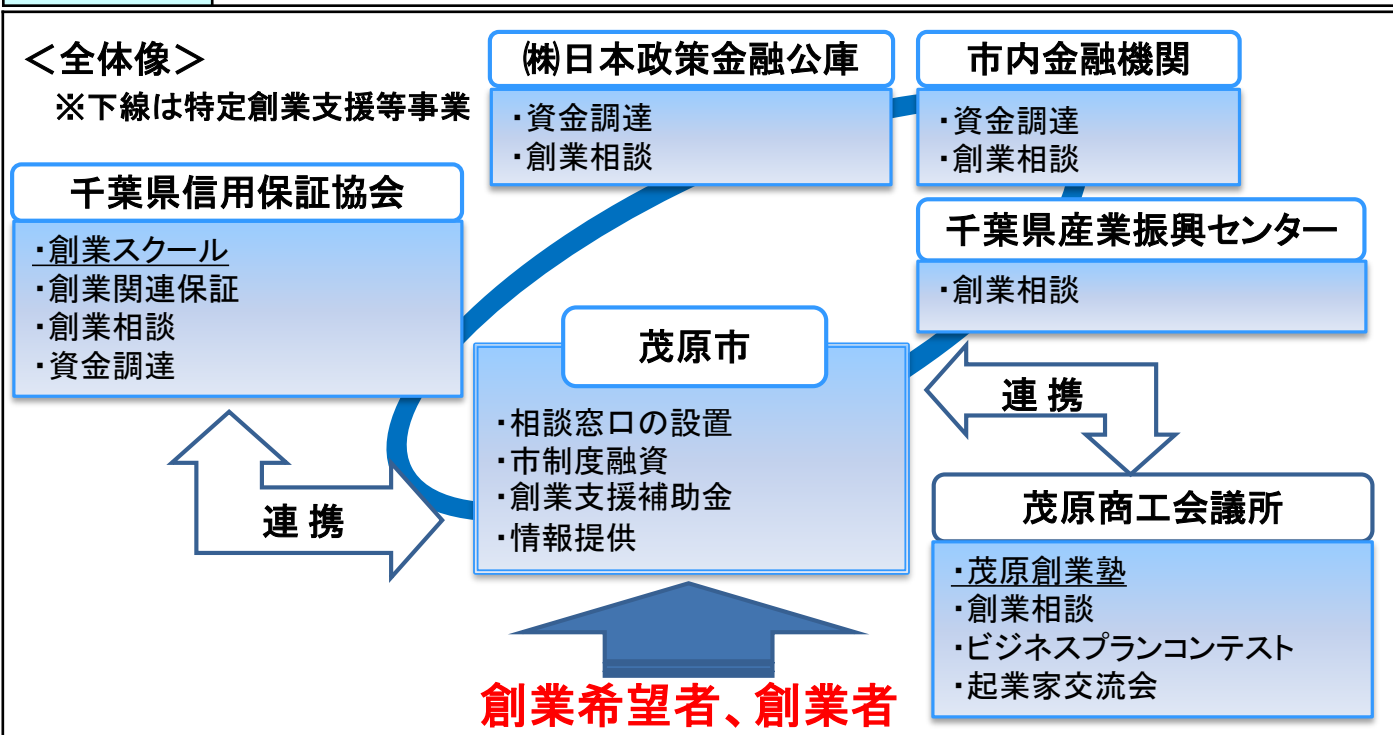 ＜全体像＞
※下線は特定創業支援等事業
㈱日本政策金融公庫
・資金調達
・創業相談
市内金融機関
・資金調達
・創業相談
千葉県信用保証協会
・創業スクール
・創業関連保証
・創業相談
・資金調達
千葉県産業振興センター
・創業相談
茂原市
・相談窓口の設置
・市制度融資
・創業支援補助金
・情報提供
連携
連携
茂原商工会議所
・茂原創業塾
・創業相談
・ビジネスプランコンテスト
・起業家交流会
創業希望者、創業者